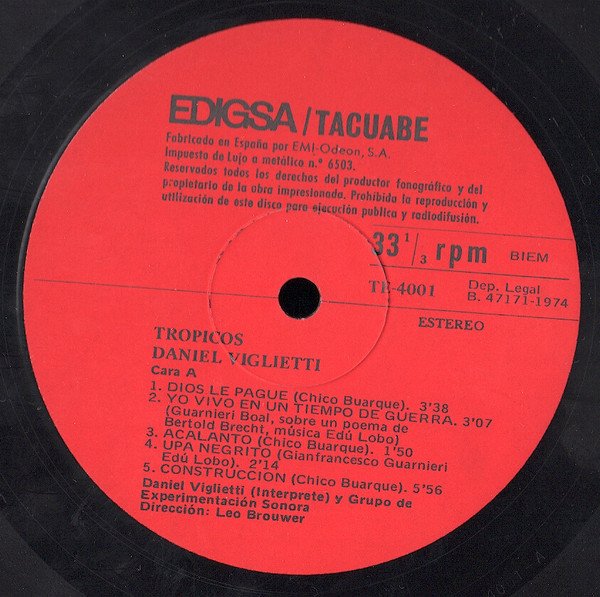 EDIGSA/TACUABE
Fabricado en España por EMI-Odeon, S.A.
Impuesto de Lujo a metálico n.º 6503.
Reservados todos los derechos del productor fonográfico y del
propietario de la obra impresionada. Prohibida la reproducción y
utilización de este disco para ejecución publica y radiodifusión.
33 1/3 rpm BIEM
TE-4001 Dep. Legal
B. 47171-1974
ESTEREO
TROPICOS
DANIEL VIGLIETTI
Cara A
1. DIOS LE PAGUE (Chico Buarque). 3'38
2. YO VIVO EN UN TIEMPO DE GUERRA. 3'07
(Guarnieri Boal, sobre un poema de
Bertold Brecht, música Edú Lobo)
3. ACALANTO (Chico Buarque). 1'50
4. UPA NEGRITO (Gianfrancesco Guarnieri
Edú Lobo). 2'14
5. CONSTRUCCION (Chico Buarque). 5'56
Daniel Viglietti (Interprete) y Grupo de
Experimentación Sonora
Dirección: Leo Brouwer